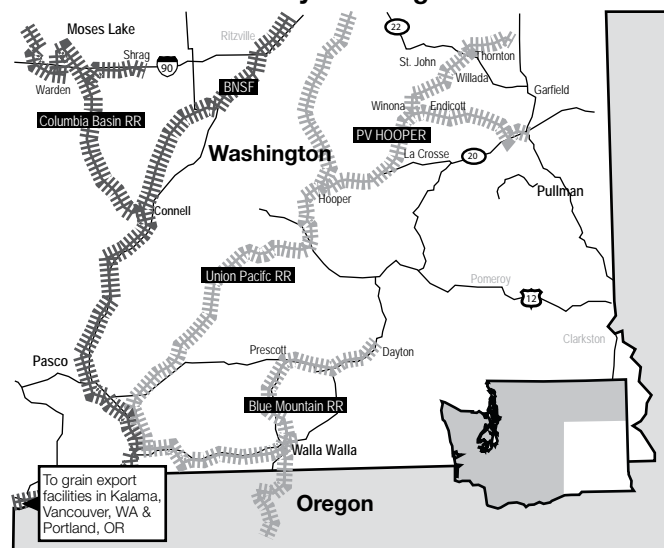 Moses Lake
Ritzville
22
Thornton
Shrag
St. John
90
Willada
Warden
Garfield
BNSF
Winona
Endicott
Columbia Basin RR
PV HOOPER
Washington
La Crosse
20
Pullman
Hooper
Connell
Union Pacifc RR
Pomeroy
12
Prescott
Dayton
Clarkston
Pasco
Blue Mountain RR
Walla Walla
To grain export
facilities in Kalama,
Vancouver, WA &
Portland, OR
Oregon